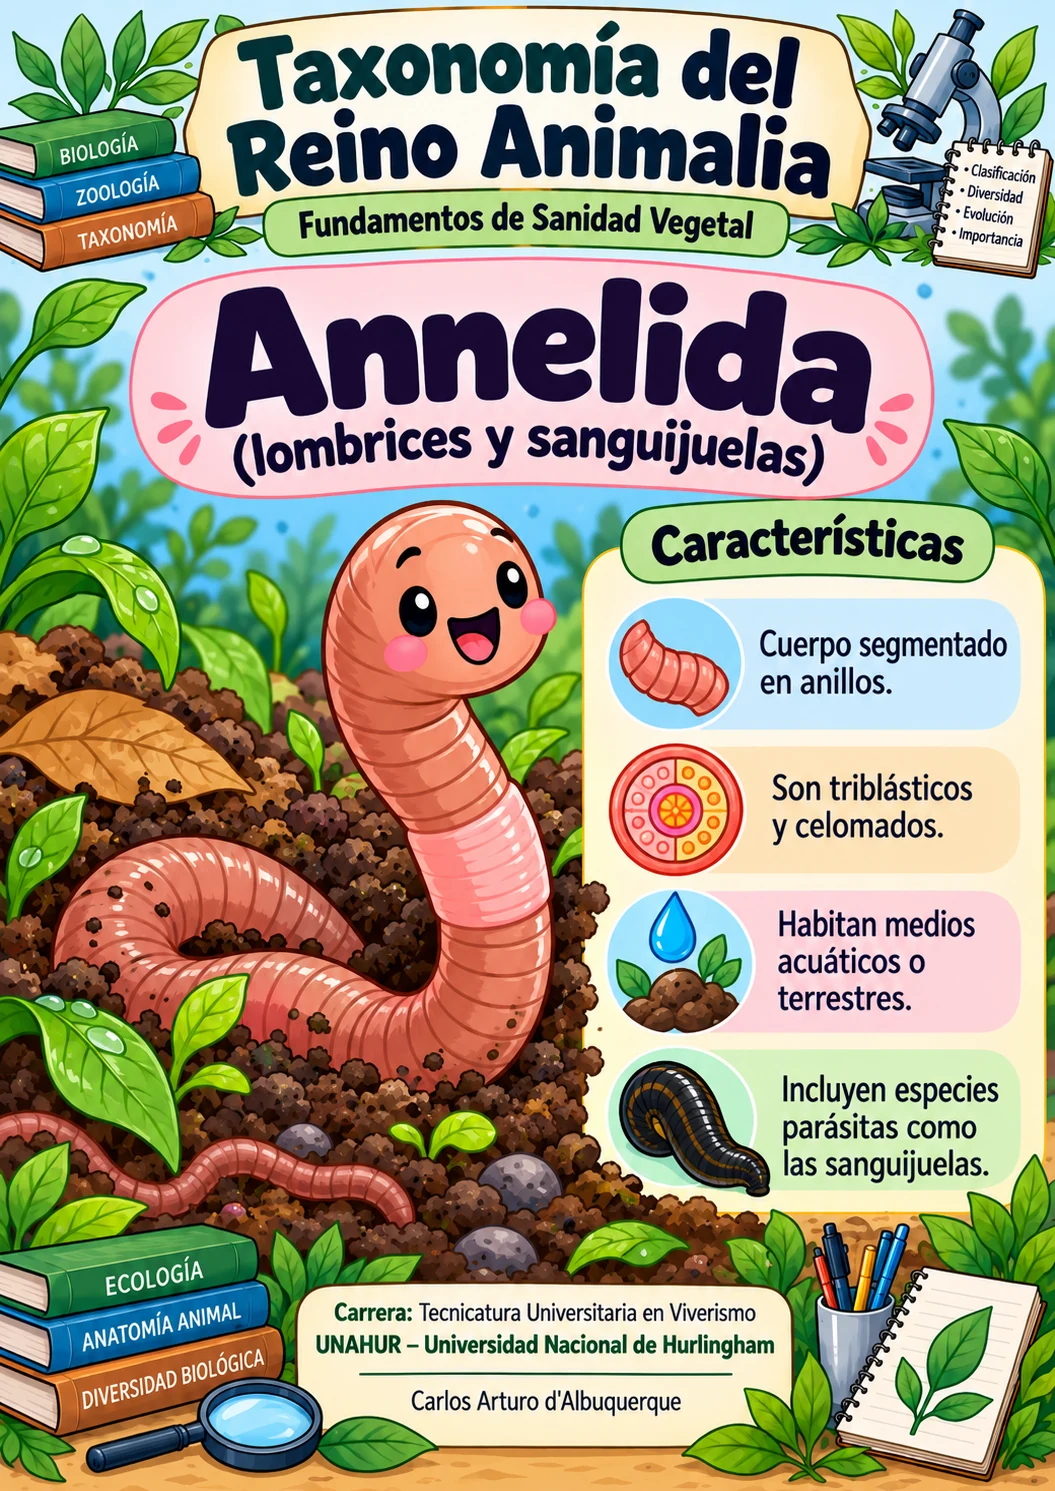 Taxonomía del
Reino Animalia
Fundamentos de Sanidad Vegetal
BIOLOGÍA
ZOOLOGÍA
TAXONOMÍA
• Clasificación
• Diversidad
• Evolución
• Importancia
Annelida
(lombrices y sanguijuelas)
Características
Cuerpo segmentado
en anillos.
Son triblásticos
y celomados.
Habitan medios
acuáticos o
terrestres.
Incluyen especies
parásitas como
las sanguijuelas.
ECOLOGÍA
ANATOMÍA ANIMAL
DIVERSIDAD BIOLÓGICA
Carrera: Tecnicatura Universitaria en Viverismo
UNAHUR – Universidad Nacional de Hurlingham
Carlos Arturo d'Albuquerque